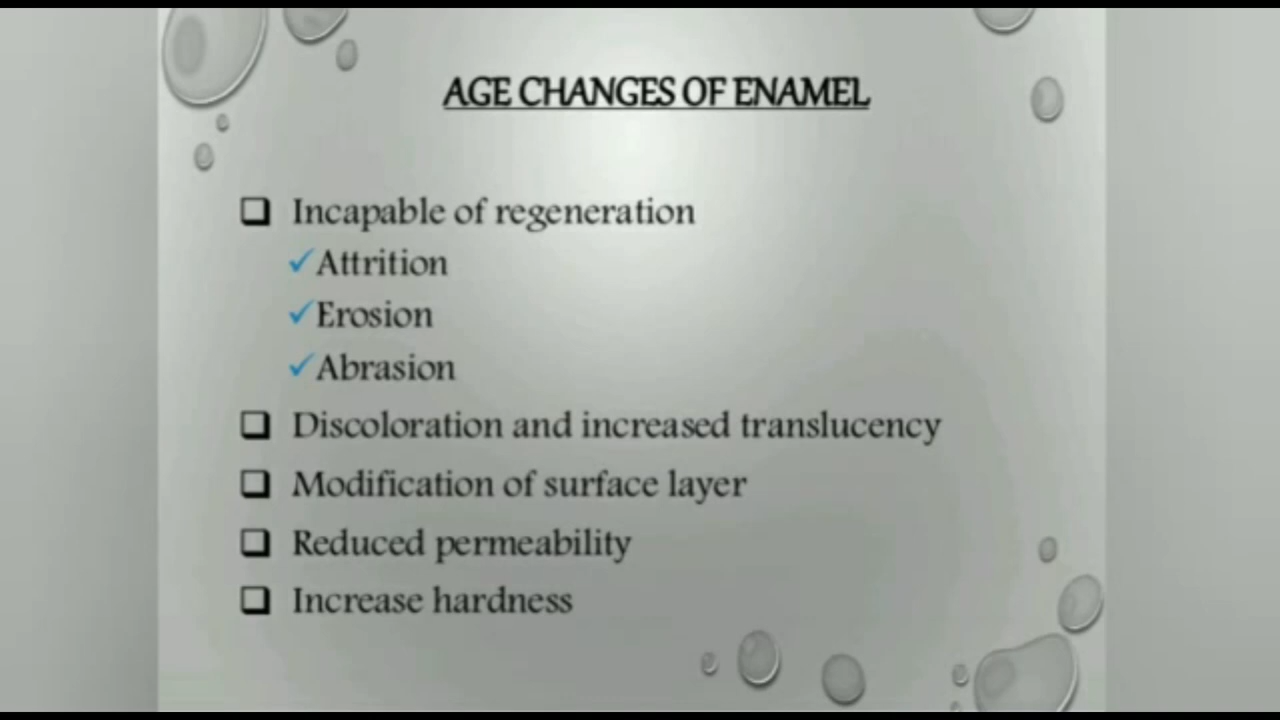 AGE CHANGES OF ENAMEL
Incapable of regeneration
Attrition
Erosion
Abrasion
Discoloration and increased translucency
Modification of surface layer
Reduced permeability
Increase hardness